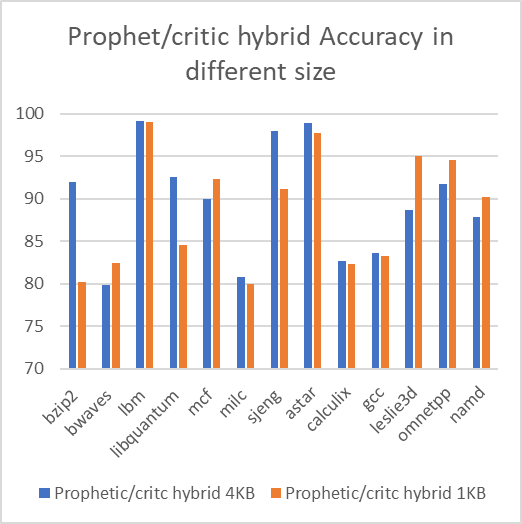 Prophet/critic hybrid Accuracy in
different size
100
95
90
85
80
75
70
bzip2
bwaves
lbm
libquantum
mcf
milc
sjeng
astar
calculix
gcc
leslie3d
omnetpp
namd
Prophetic/critc hybrid 4KB
Prophetic/critc hybrid 1KB